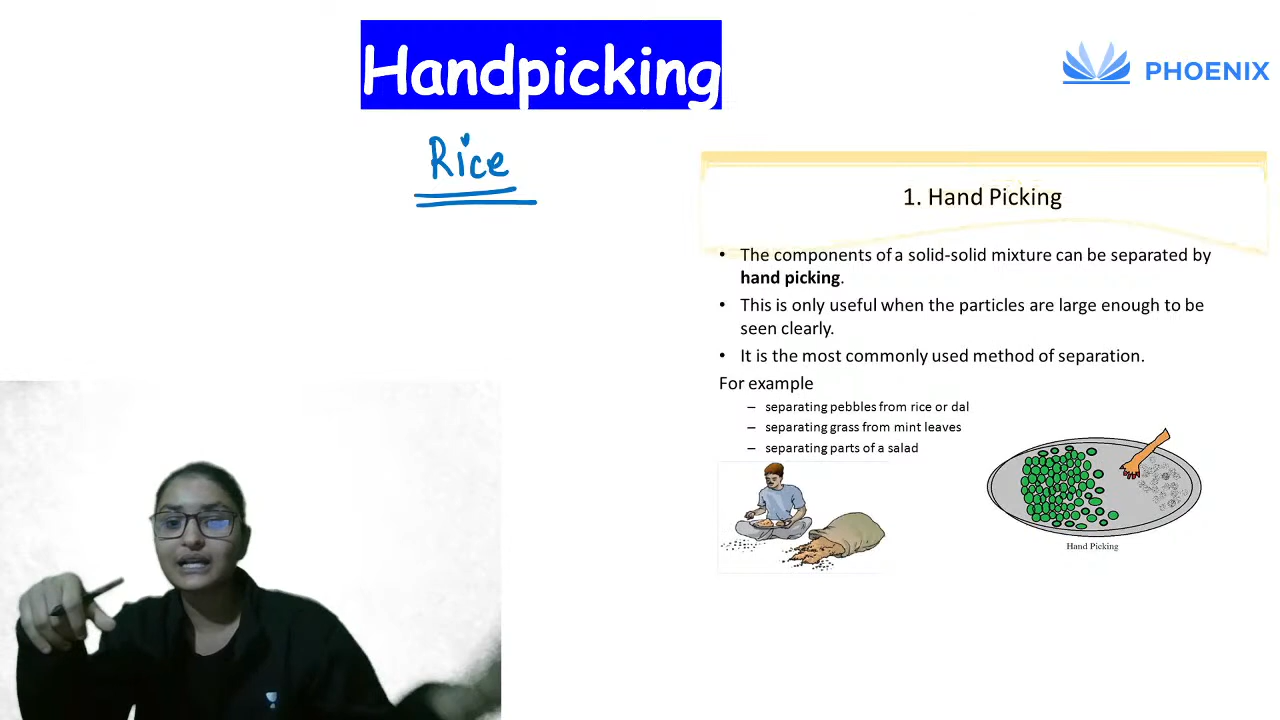 Handpicking
PHOENIX
Rice
1. Hand Picking
• The components of a solid-solid mixture can be separated by
hand picking.
• This is only useful when the particles are large enough to be
seen clearly.
• It is the most commonly used method of separation.
For example
– separating pebbles from rice or dal
– separating grass from mint leaves
– separating parts of a salad
Hand Picking